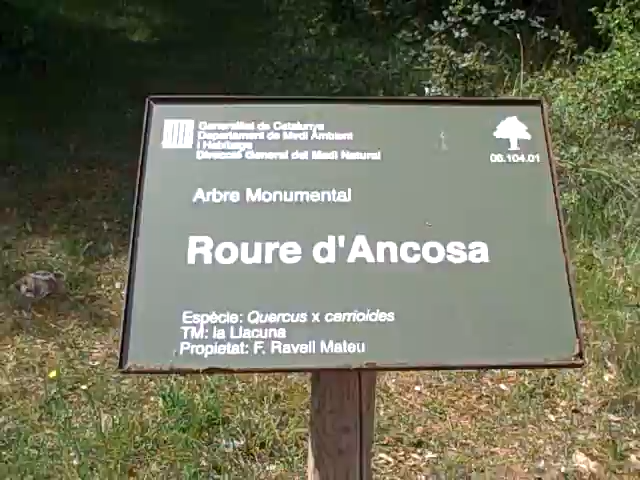 Generalitat de Catalunya
Departament de Medi Ambient
i Habitatge
Direcció General del Medi Natural
08.104.01
Arbre Monumental
Roure d'Ancosa
Espècie: Quercus x cerrioides
TM: la Llacuna
Propietat: F. Ravell Mateu